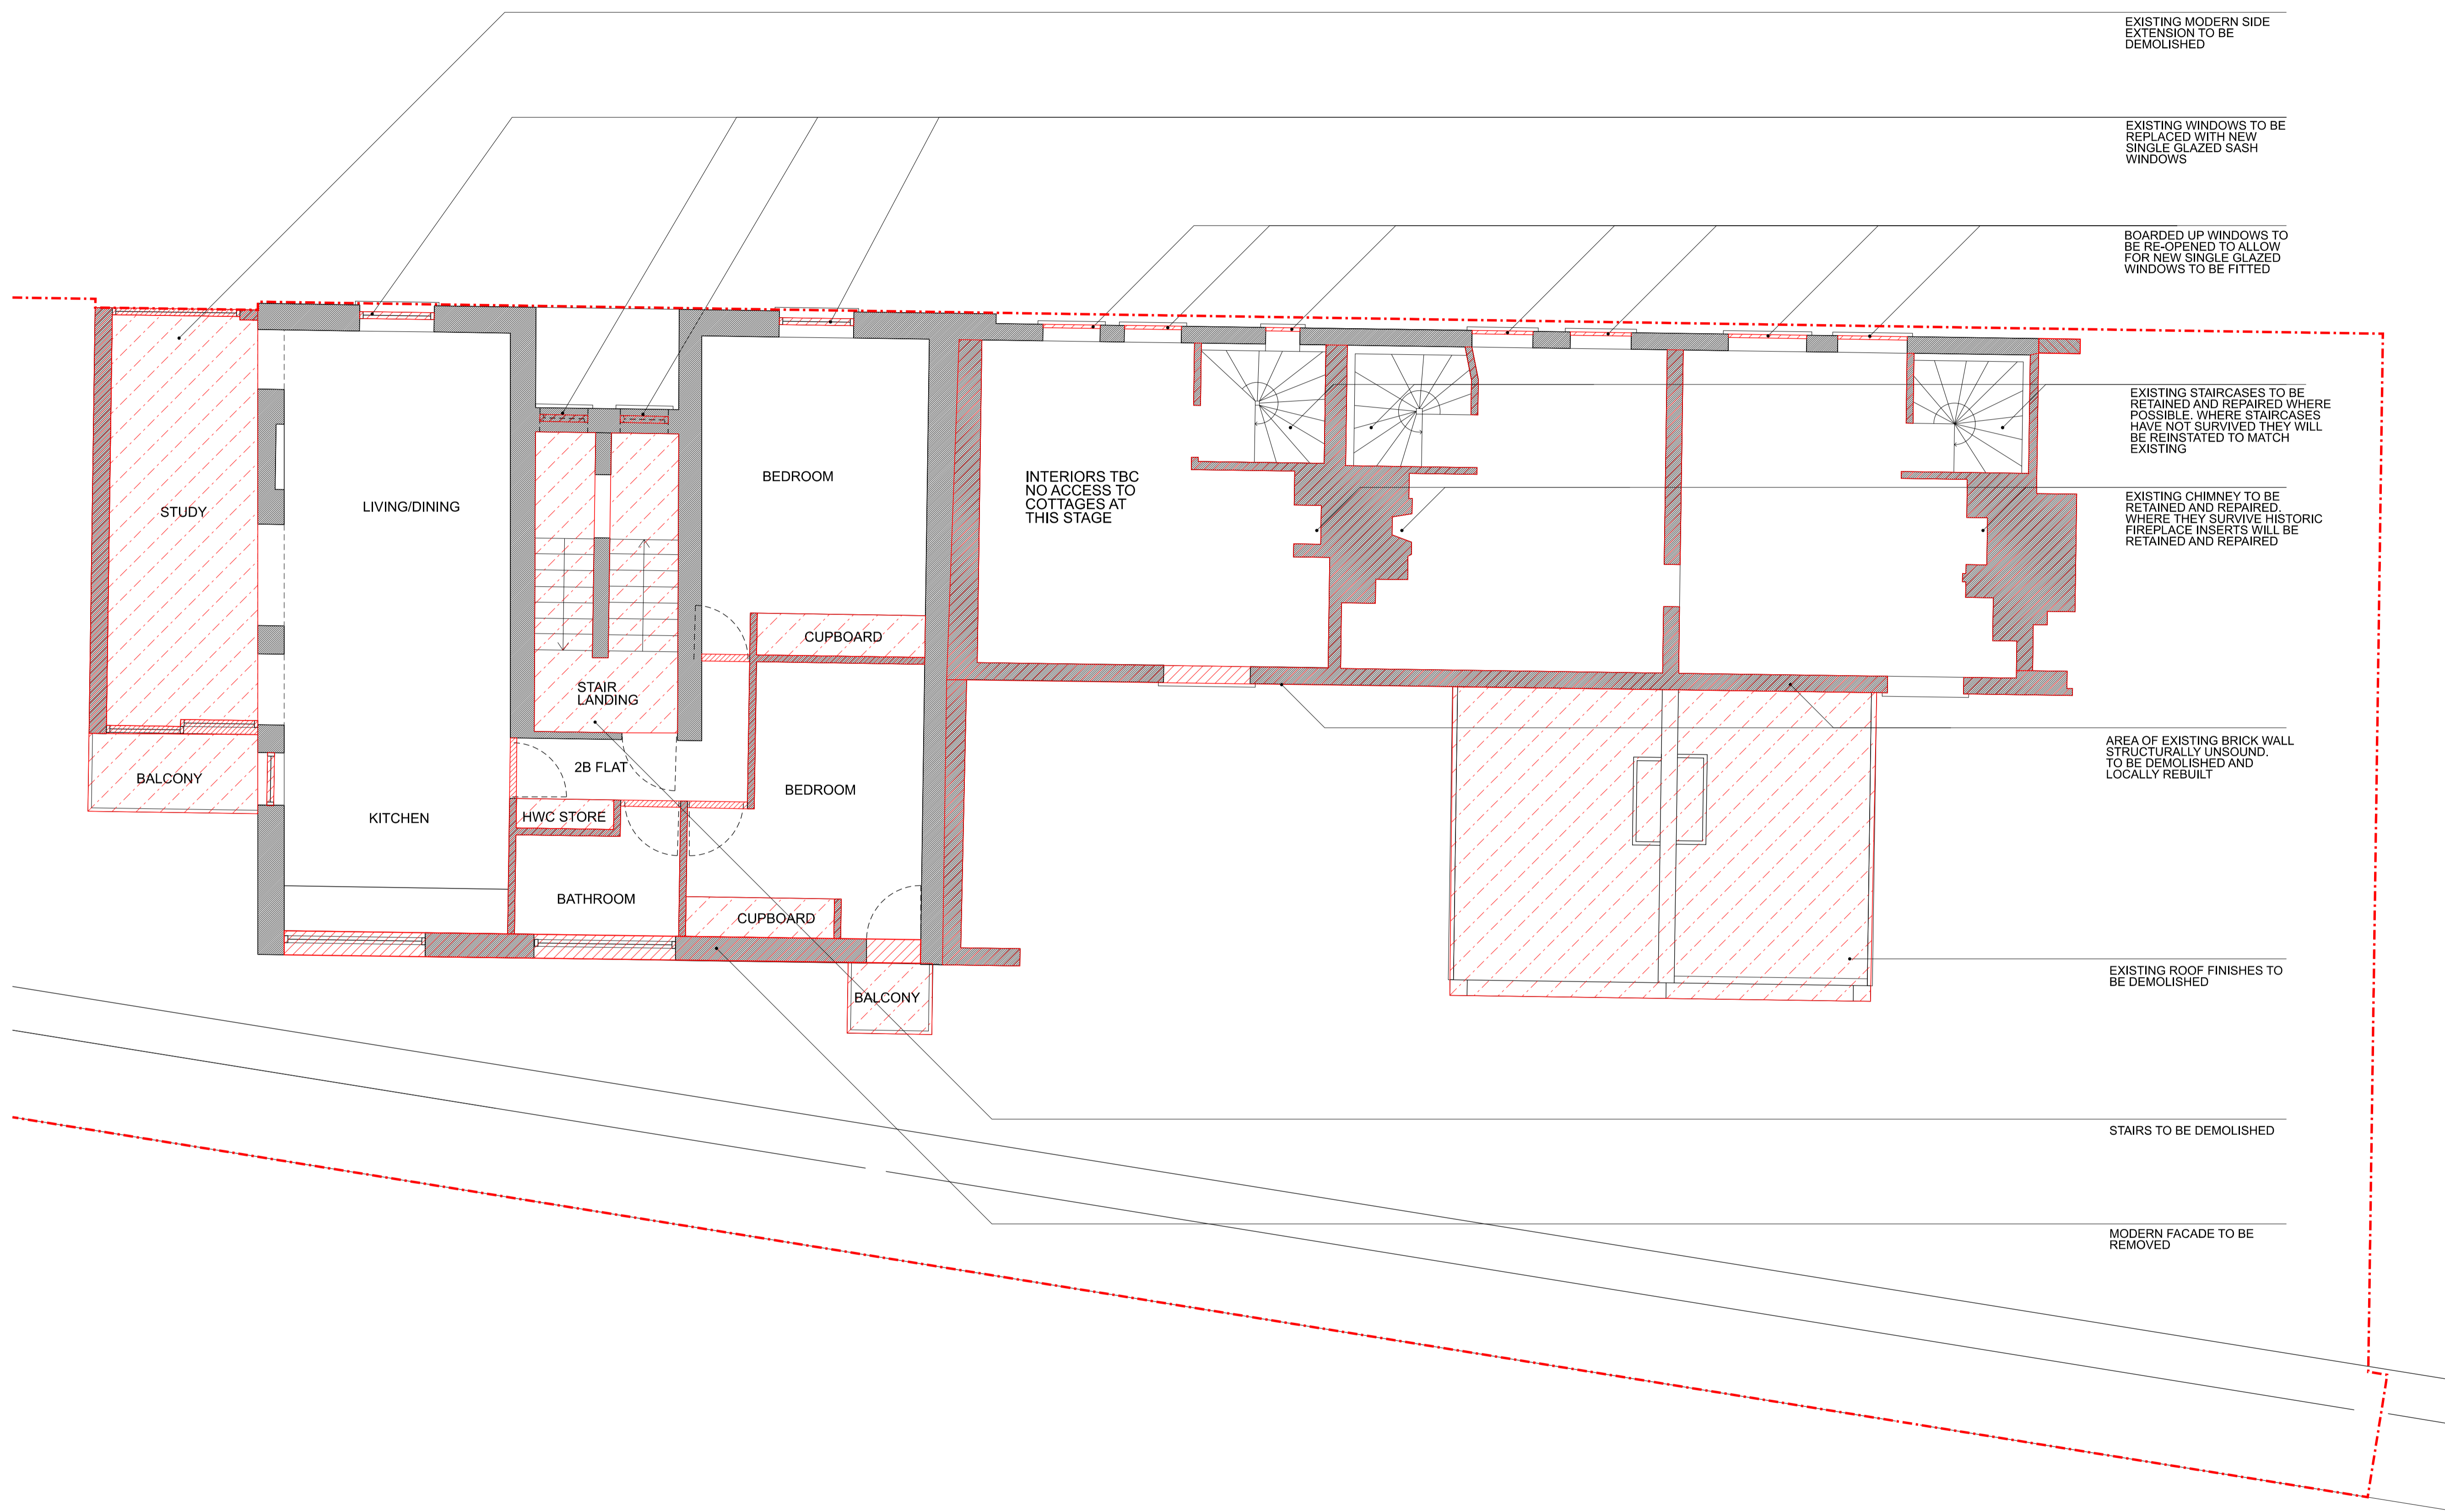 EXISTING MODERN SIDE
EXTENSION TO BE
DEMOLISHED
EXISTING WINDOWS TO BE
REPLACED WITH NEW
SINGLE GLAZED SASH
WINDOWS
BOARDED UP WINDOWS TO
BE RE-OPENED TO ALLOW
FOR NEW SINGLE GLAZED
WINDOWS TO BE FITTED
EXISTING STAIRCASES TO BE
RETAINED AND REPAIRED WHERE
POSSIBLE. WHERE STAIRCASES
HAVE NOT SURVIVED THEY WILL
BE REINSTATED TO MATCH
EXISTING
EXISTING CHIMNEY TO BE
RETAINED AND REPAIRED.
WHERE THEY SURVIVE HISTORIC
FIREPLACE INSERTS WILL BE
RETAINED AND REPAIRED
AREA OF EXISTING BRICK WALL
STRUCTURALLY UNSOUND.
TO BE DEMOLISHED AND
LOCALLY REBUILT
EXISTING ROOF FINISHES TO
BE DEMOLISHED
STAIRS TO BE DEMOLISHED
MODERN FACADE TO BE
REMOVED
STUDY
LIVING/DINING
BEDROOM
INTERIORS TBC
NO ACCESS TO
COTTAGES AT
THIS STAGE
CUPBOARD
STAIR
LANDING
BALCONY
2B FLAT
BEDROOM
KITCHEN
HWC STORE
BATHROOM
CUPBOARD
BALCONY